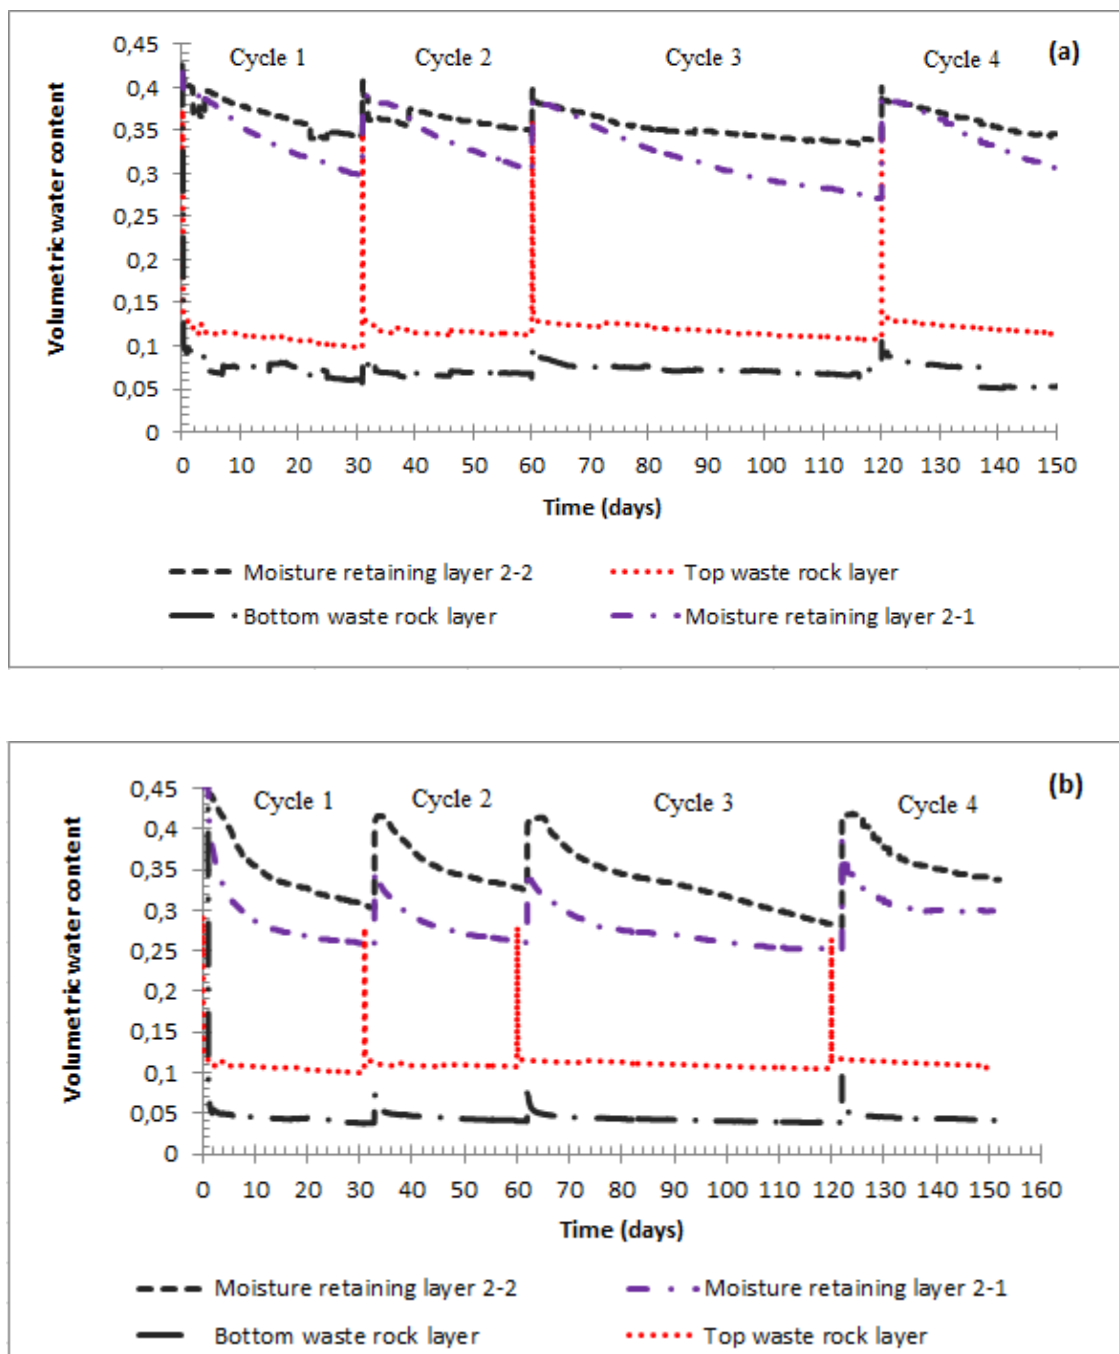 Cycle 1 Cycle 2 Cycle 3 Cycle 4 (a)
Volumetric water content
0,45
0,4
0,35
0,3
0,25
0,2
0,15
0,1
0,05
0
0 10 20 30 40 50 60 70 80 90 100 110 120 130 140 150
Time (days)
Moisture retaining layer 2-2 Top waste rock layer
Bottom waste rock layer Moisture retaining layer 2-1
Cycle 1 Cycle 2 Cycle 3 Cycle 4 (b)
Volumetric water content
0,45
0,4
0,35
0,3
0,25
0,2
0,15
0,1
0,05
0
0 10 20 30 40 50 60 70 80 90 100 110 120 130 140 150 160
Time (days)
Moisture retaining layer 2-2 Moisture retaining layer 2-1
Bottom waste rock layer Top waste rock layer